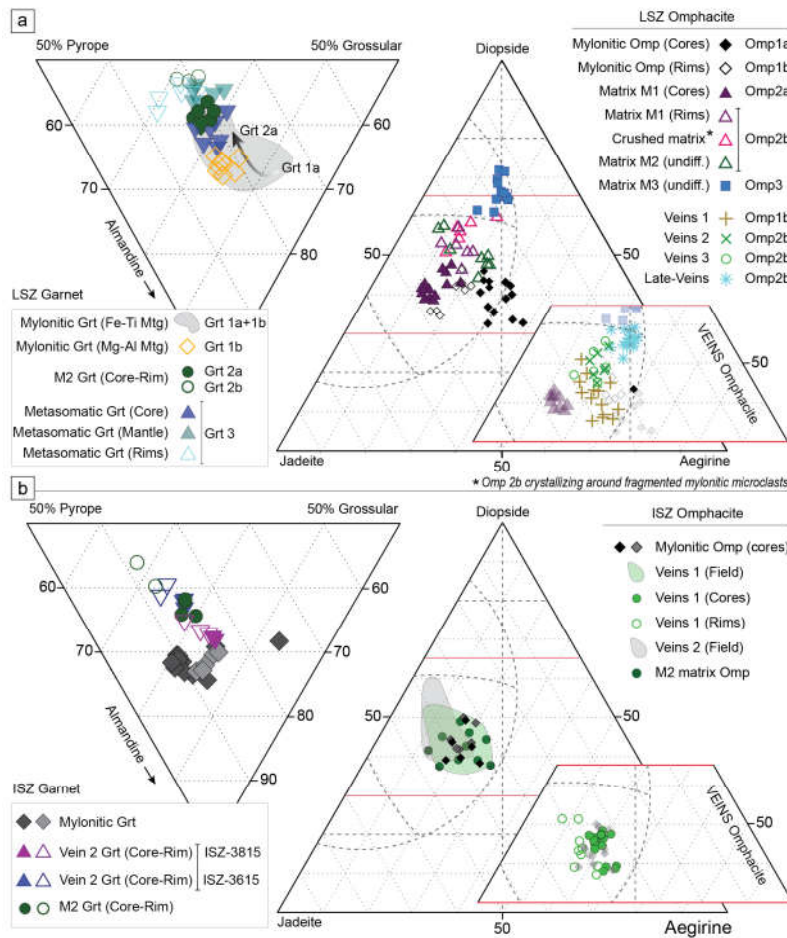 a
50% Pyrope
50% Grossular
60
70
80
Grt 2a
Grt 1a
Almandine
LSZ Garnet
Mylonitic Grt (Fe-Ti Mtg)
Grt 1a+1b
Mylonitic Grt (Mg-Al Mtg)
Grt 1b
M2 Grt (Core-Rim)
Grt 2a
Grt 2b
Metasomatic Grt (Core)
Metasomatic Grt (Mantle)
Grt 3
Metasomatic Grt (Rims)
Diopside
50
50
Jadeite
50
Aegirine
LSZ Omphacite
Mylonitic Omp (Cores)
Omp1a
Mylonitic Omp (Rims)
Omp1b
Matrix M1 (Cores)
Omp2a
Matrix M1 (Rims)
Crushed matrix*
Omp2b
Matrix M2 (undiff.)
Matrix M3 (undiff.)
Omp3
Veins 1
Omp1b
Veins 2
Omp2b
Veins 3
Omp2b
Late-Veins
Omp2b
50
VEINS Omphacite
* Omp 2b crystallizing around fragmented mylonitic microclasts
b
50% Pyrope
50% Grossular
60
60
70
70
80
90
Almandine
ISZ Garnet
Mylonitic Grt
Vein 2 Grt (Core-Rim)
ISZ-3815
Vein 2 Grt (Core-Rim)
ISZ-3615
M2 Grt (Core-Rim)
Diopside
50
50
Jadeite
50
Aegirine
ISZ Omphacite
Mylonitic Omp (cores)
Veins 1 (Field)
Veins 1 (Cores)
Veins 1 (Rims)
Veins 2 (Field)
M2 matrix Omp
50
VEINS Omphacite